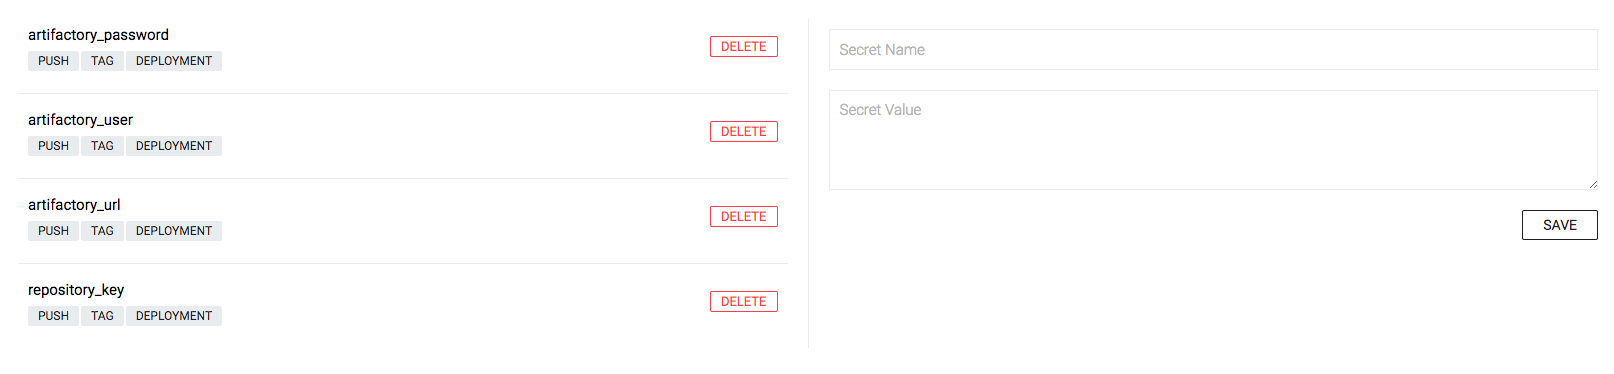 artifactory_password
PUSH TAG DEPLOYMENT
DELETE
artifactory_user
PUSH TAG DEPLOYMENT
DELETE
artifactory_url
PUSH TAG DEPLOYMENT
DELETE
repository_key
PUSH TAG DEPLOYMENT
DELETE
Secret Name
Secret Value
SAVE